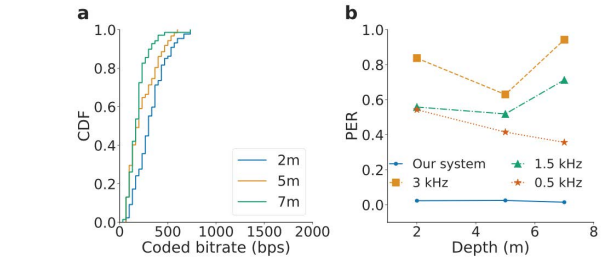 a
CDF
1.0
0.8
0.6
0.4
0.2
0.0
0 500 1000 1500 2000
Coded bitrate (bps)
2m
5m
7m
b
PER
1.0
0.8
0.6
0.4
0.2
0.0
2 4 6 8
Depth (m)
Our system
3 kHz
1.5 kHz
0.5 kHz